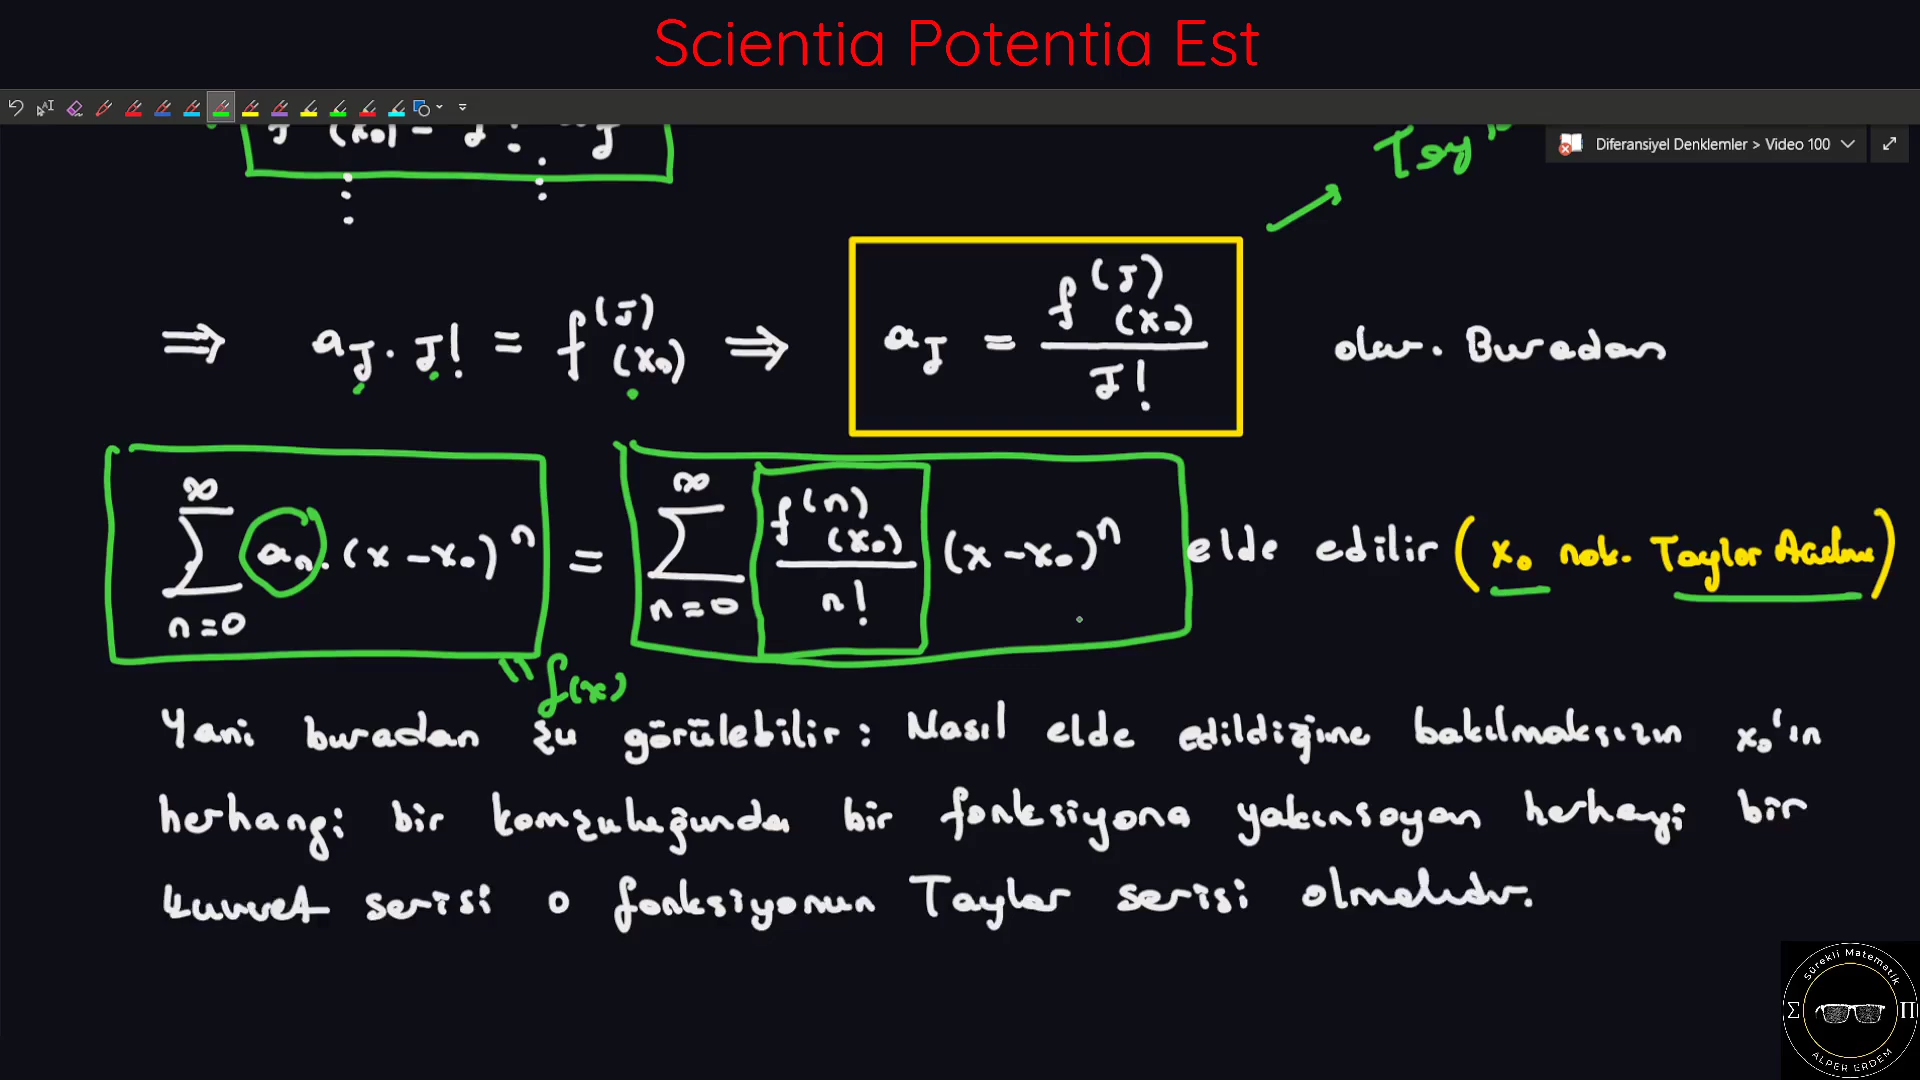 Scientia Potentia Est
Diferansiyel Denklemler > Video 100
⇒ a_J . J! = f^(J)(x₀) ⇒ a_J = f^(J)(x₀) / J! olur. Buradan
∑_{n=0}^{∞} a_n . (x - x₀)^n = ∑_{n=0}^{∞} f^(n)(x₀) / n! (x - x₀)^n elde edilir (x₀ nok. Taylor Açılımı)
" f(x)
Yani buradan şu görülebilir: Nasıl elde edildiğine bakılmaksızın x₀'ın
herhangi bir komşuluğunda bir fonksiyona yakınsayan herhangi bir
kuvvet serisi o fonksiyonun Taylor serisi olmalıdır.
Sürekli Matematik
Σ Π
ALPER ERDEM